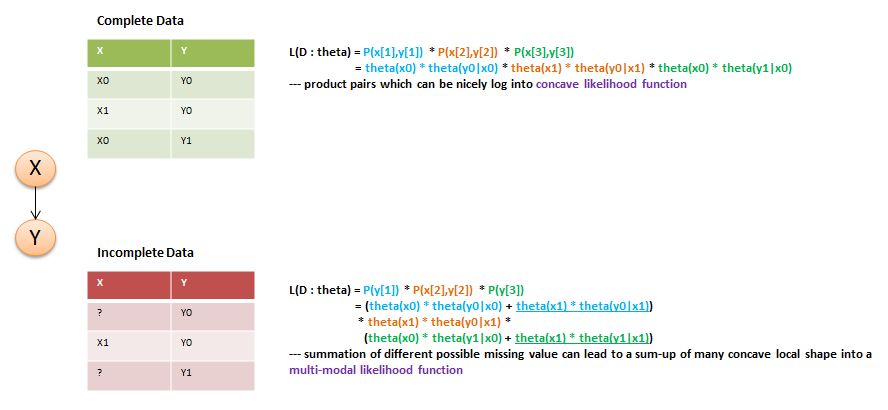 Complete Data
X Y
X0 Y0
X1 Y0
X0 Y1
L(D : theta) = P(x[1],y[1]) * P(x[2],y[2]) * P(x[3],y[3])
= theta(x0) * theta(y0|x0) * theta(x1) * theta(y0|x1) * theta(x0) * theta(y1|x0)
--- product pairs which can be nicely log into concave likelihood function
X
Y
Incomplete Data
X Y
? Y0
X1 Y0
? Y1
L(D : theta) = P(y[1]) * P(x[2],y[2]) * P(y[3])
= (theta(x0) * theta(y0|x0) + theta(x1) * theta(y0|x1))
* theta(x1) * theta(y0|x1) *
(theta(x0) * theta(y1|x0) + theta(x1) * theta(y1|x1))
--- summation of different possible missing value can lead to a sum-up of many concave local shape into a
multi-modal likelihood function